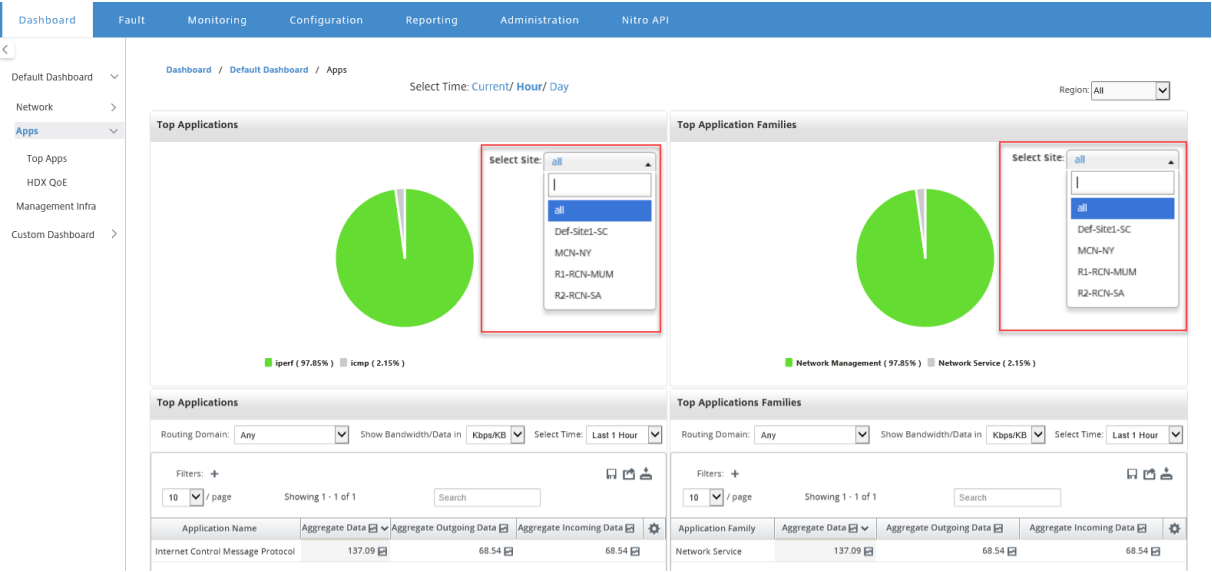 Dashboard Fault Monitoring Configuration Reporting Administration Nitro API
Default Dashboard
Network
Apps
Top Apps
HDX QoE
Management Infra
Custom Dashboard
Dashboard / Default Dashboard / Apps
Select Time: Current/ Hour/ Day
Region: All
Top Applications
Select Site: all
all
Def-Site1-SC
MCN-NY
R1-RCN-MUM
R2-RCN-SA
iperf ( 97.85% ) icmp ( 2.15% )
Top Application Families
Select Site: all
all
Def-Site1-SC
MCN-NY
R1-RCN-MUM
R2-RCN-SA
Network Management ( 97.85% ) Network Service ( 2.15% )
Top Applications
Routing Domain: Any Show Bandwidth/Data in Kbps/KB Select Time: Last 1 Hour
Filters: +
10 / page Showing 1 - 1 of 1 Search
Application Name Aggregate Data Aggregate Outgoing Data Aggregate Incoming Data
Internet Control Message Protocol 137.09 68.54 68.54
Top Applications Families
Routing Domain: Any Show Bandwidth/Data in Kbps/KB Select Time: Last 1 Hour
Filters: +
10 / page Showing 1 - 1 of 1 Search
Application Family Aggregate Data Aggregate Outgoing Data Aggregate Incoming Data
Network Service 137.09 68.54 68.54